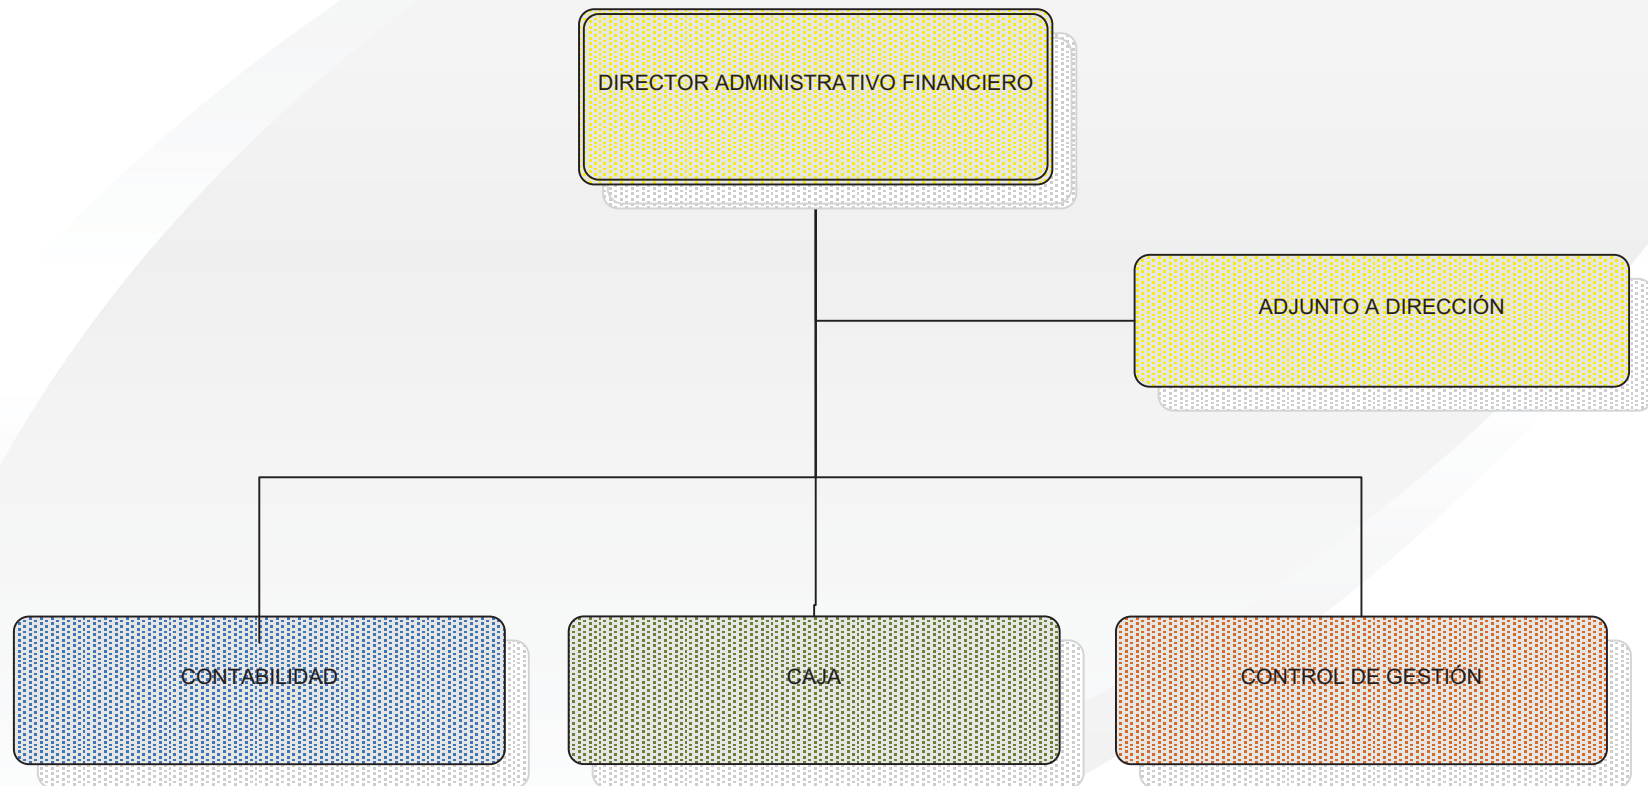 DIRECTOR ADMINISTRATIVO FINANCIERO
ADJUNTO A DIRECCIÓN
CONTABILIDAD
CAJA
CONTROL DE GESTIÓN